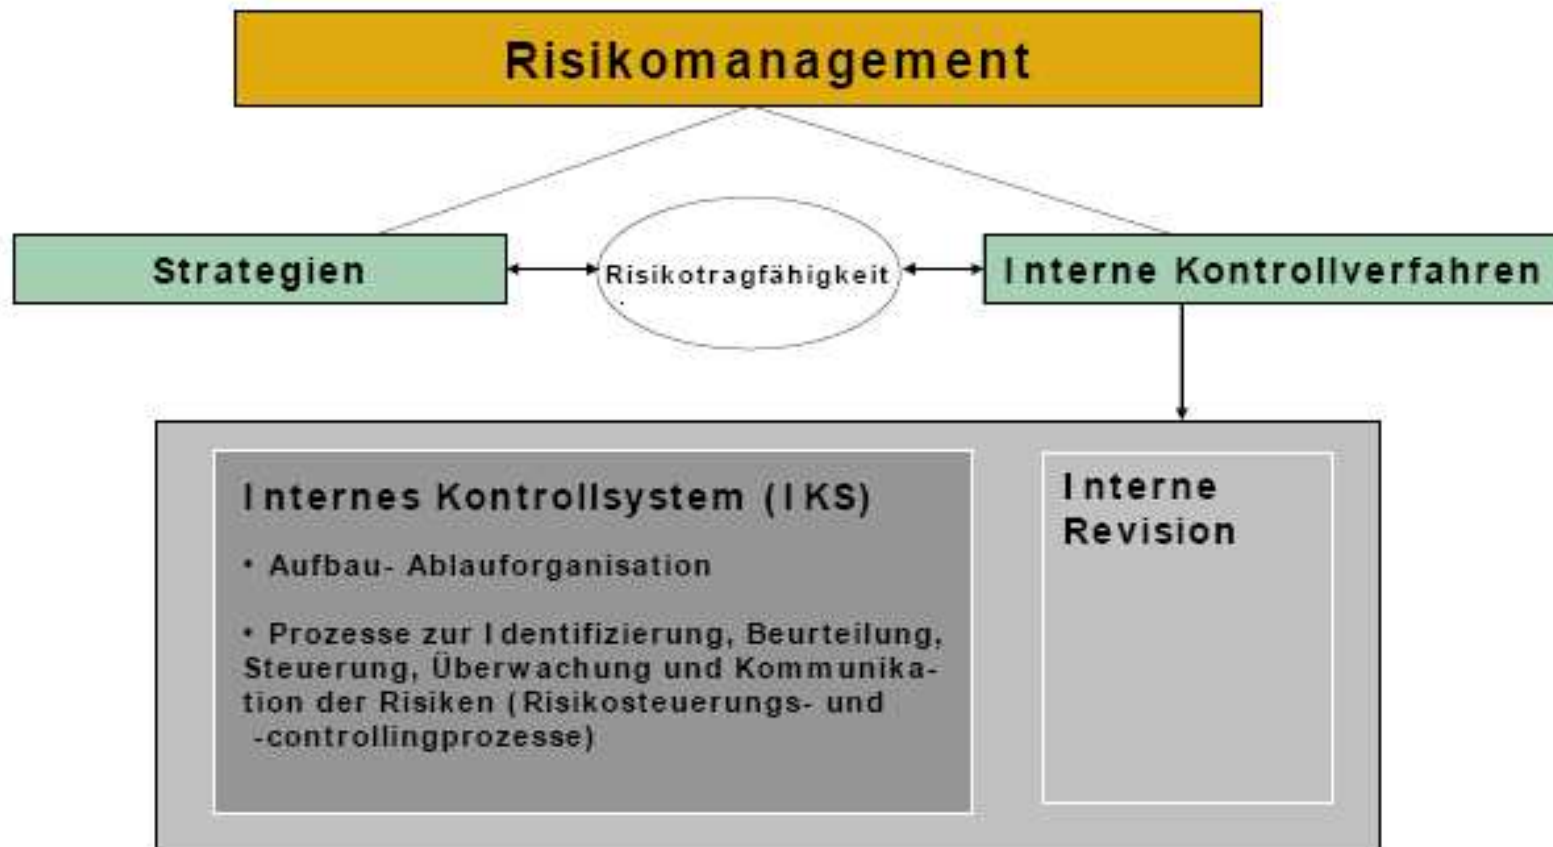 Risikomanagement
Strategien
Risikotragfähigkeit
Interne Kontrollverfahren
Internes Kontrollsystem (IKS)
• Aufbau- Ablauforganisation
• Prozesse zur Identifizierung, Beurteilung,
Steuerung, Überwachung und Kommunika-
tion der Risiken (Risikosteuerungs- und
-controllingprozesse)
Interne
Revision